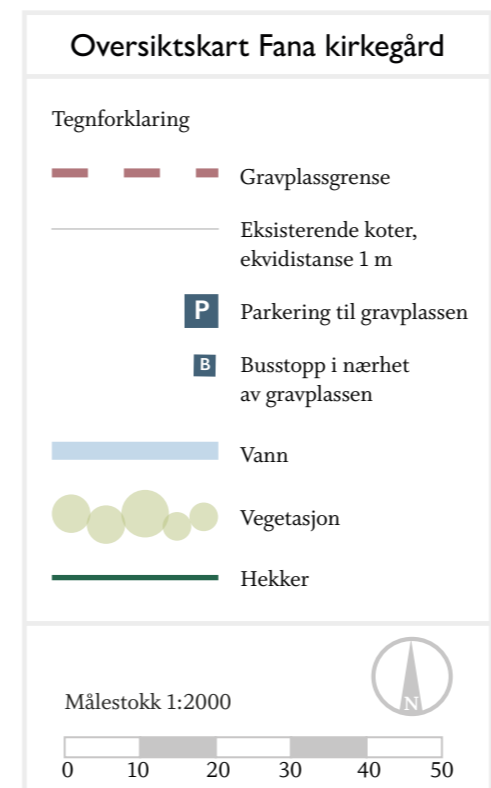 Oversiktskart Fana kirkegård
Tegnforklaring
Gravplassgrense
Eksisterende koter,
ekvidistanse 1 m
P Parkering til gravplassen
B Busstopp i nærhet
av gravplassen
Vann
Vegetasjon
Hekker
N
Målestokk 1:2000
0 10 20 30 40 50